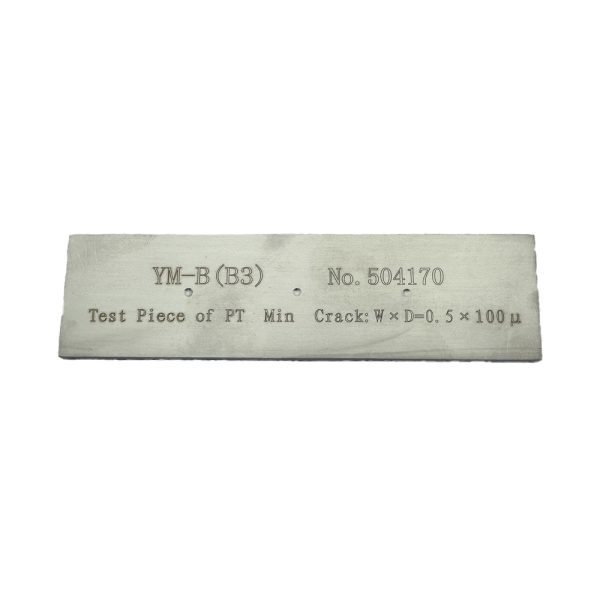 YM-B(B3) No.504170
Test Piece of PT Min Crack:W×D=0.5×100μ